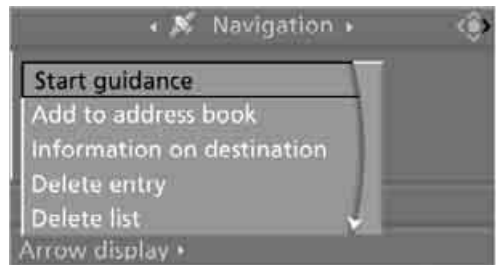 Navigation
Start guidance
Add to address book
Information on destination
Delete entry
Delete list
Arrow display